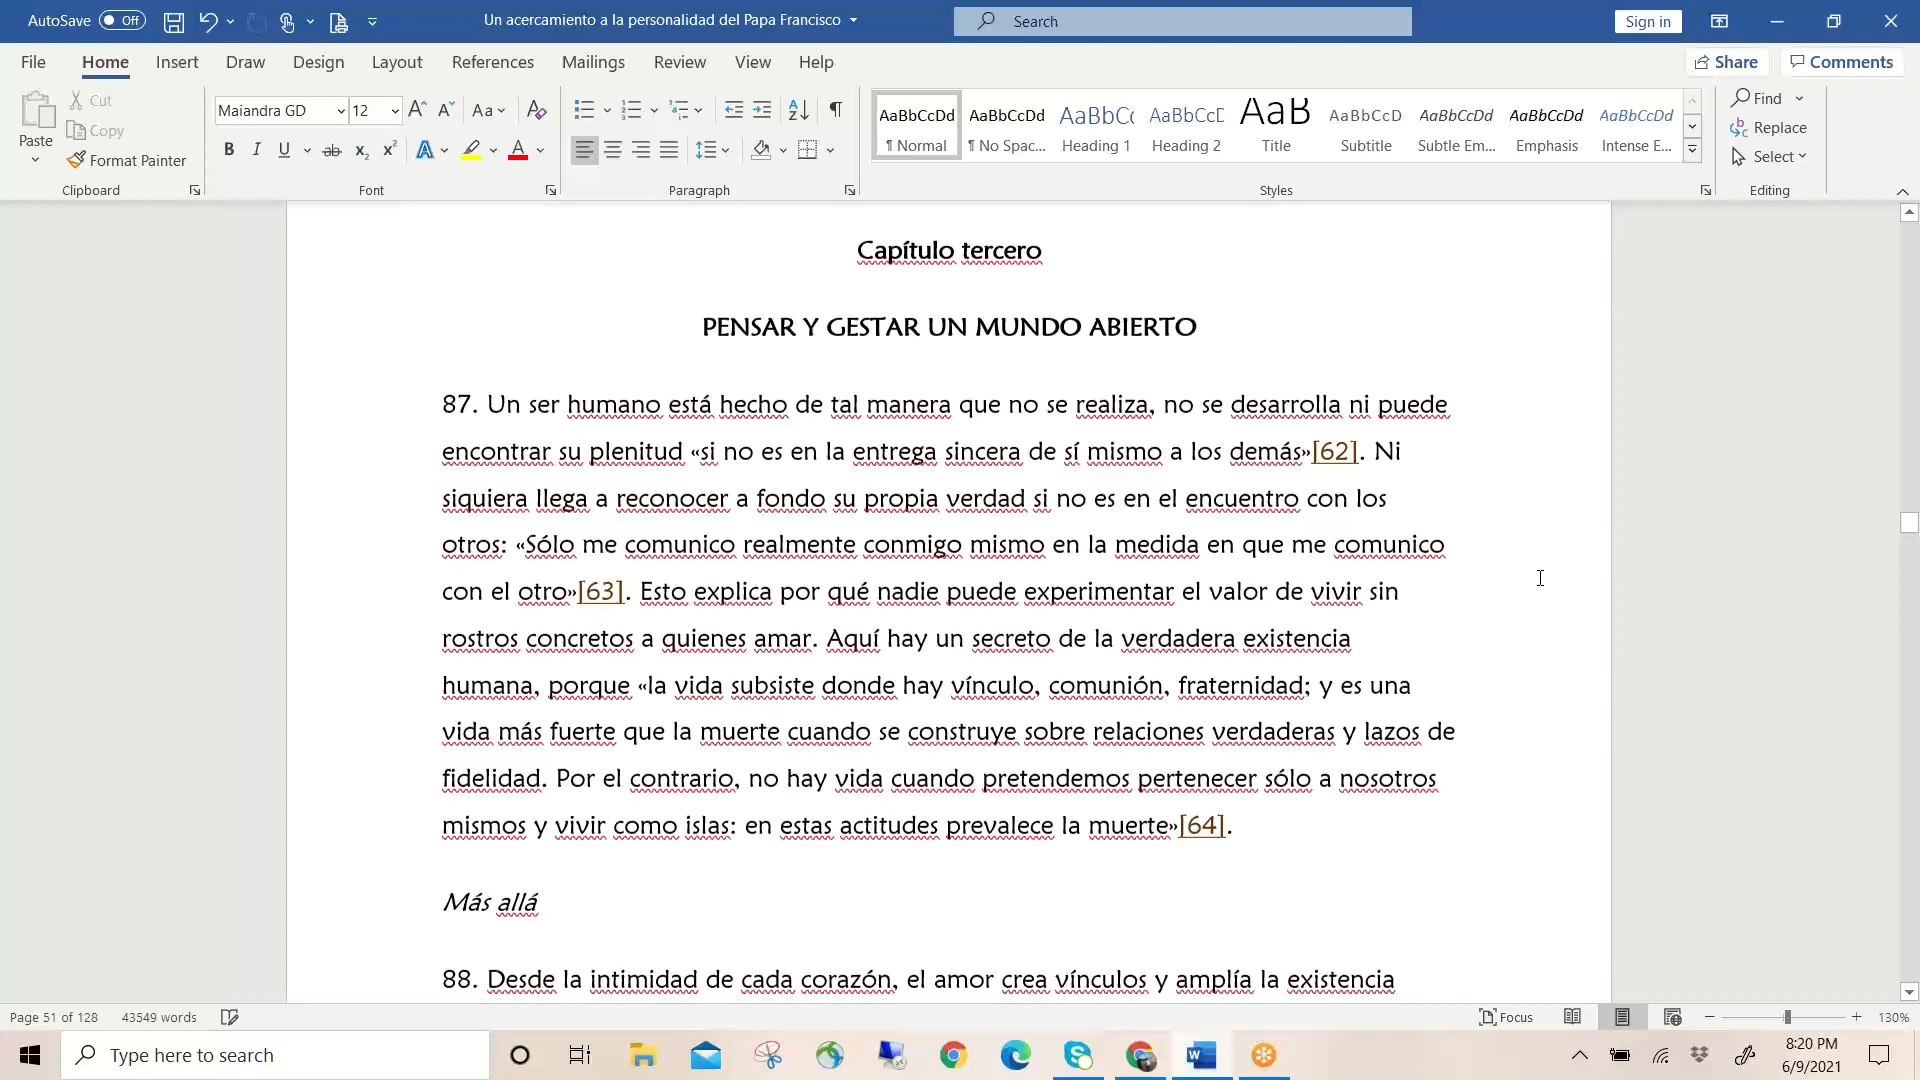 AutoSave Off Un acercamiento a la personalidad del Papa Francisco Search Sign in
File Home Insert Draw Design Layout References Mailings Review View Help Share Comments
Paste Cut Copy Format Painter Clipboard
Maiandra GD 12 Font
Paragraph
AaBbCcDd AaBbCcDd AaBbCc AaBbCcD AaB AaBbCcD AaBbCcDd AaBbCcDd AaBbCcDd
¶ Normal ¶ No Spac... Heading 1 Heading 2 Title Subtitle Subtle Em... Emphasis Intense E...
Styles
Find Replace Select Editing
Capítulo tercero
PENSAR Y GESTAR UN MUNDO ABIERTO
87. Un ser humano está hecho de tal manera que no se realiza, no se desarrolla ni puede
encontrar su plenitud «si no es en la entrega sincera de sí mismo a los demás»[62]. Ni
siquiera llega a reconocer a fondo su propia verdad si no es en el encuentro con los
otros: «Sólo me comunico realmente conmigo mismo en la medida en que me comunico
con el otro»[63]. Esto explica por qué nadie puede experimentar el valor de vivir sin
rostros concretos a quienes amar. Aquí hay un secreto de la verdadera existencia
humana, porque «la vida subsiste donde hay vínculo, comunión, fraternidad; y es una
vida más fuerte que la muerte cuando se construye sobre relaciones verdaderas y lazos de
fidelidad. Por el contrario, no hay vida cuando pretendemos pertenecer sólo a nosotros
mismos y vivir como islas: en estas actitudes prevalece la muerte»[64].
Más allá
88. Desde la intimidad de cada corazón, el amor crea vínculos y amplía la existencia
Page 51 of 128 43549 words Focus 130%
Type here to search 8:20 PM
6/9/2021